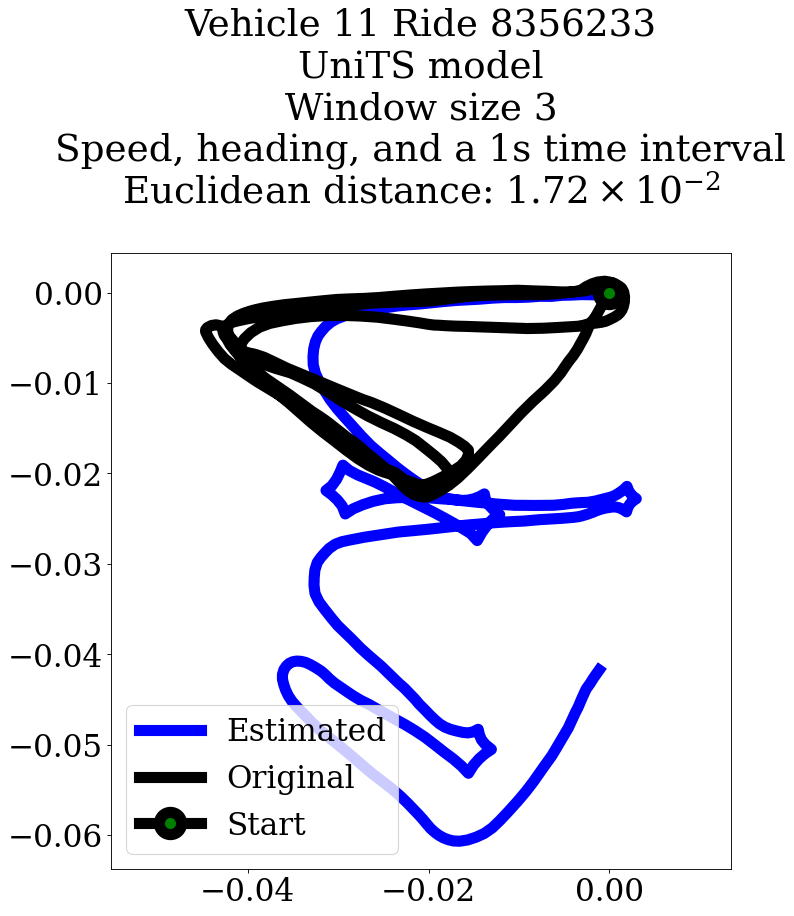 Vehicle 11 Ride 8356233
UniTS model
Window size 3
Speed, heading, and a 1s time interval
Euclidean distance: $1.72 \times 10^{-2}$
0.00
−0.01
−0.02
−0.03
−0.04
−0.05
−0.06
Estimated
Original
Start
−0.04
−0.02
0.00